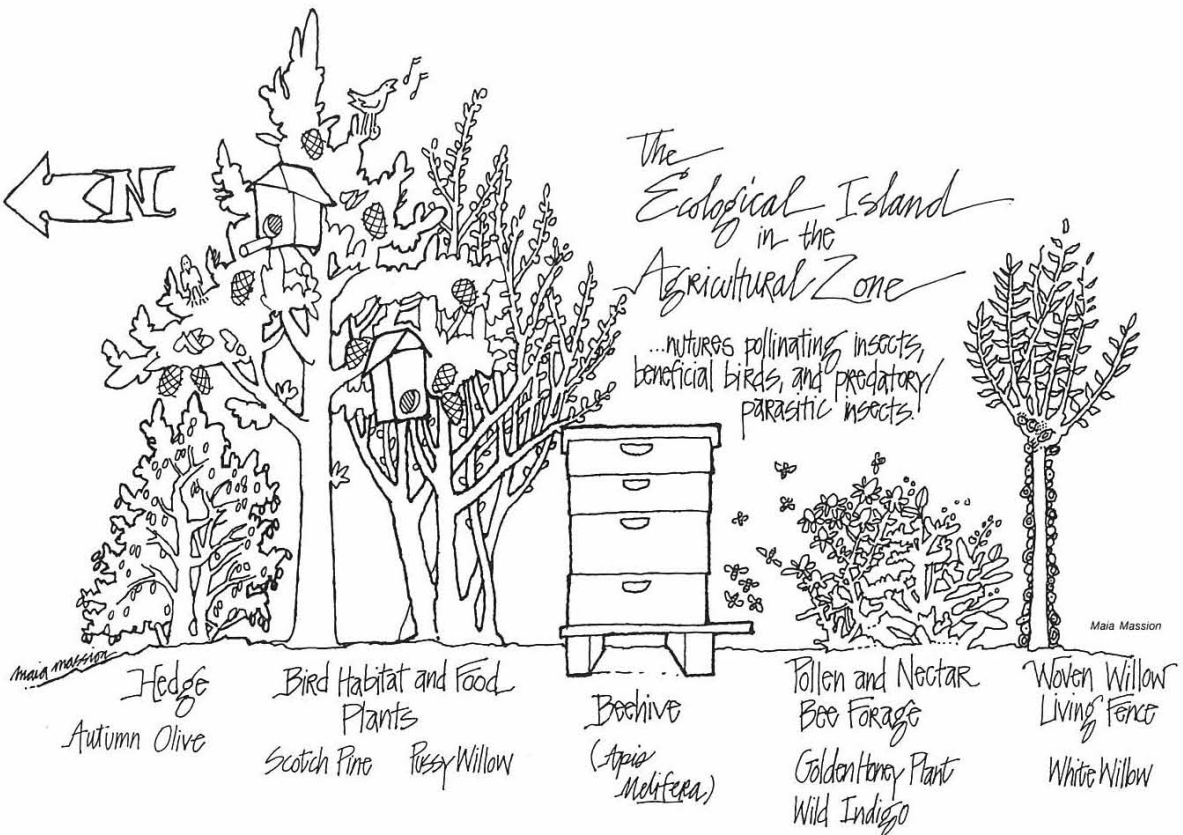 N
The
Ecological Island
in the
Agricultural Zone
...nutures pollinating insects,
beneficial birds, and predatory/
parasitic insects.
Maia Massion
maia massion
Hedge
Autumn Olive
Bird Habitat and Food
Plants
Scotch Pine Pussy Willow
Beehive
(Apis
Melifera)
Pollen and Nectar
Bee Forage
Golden Honey Plant
Wild Indigo
Woven Willow
Living Fence
White Willow